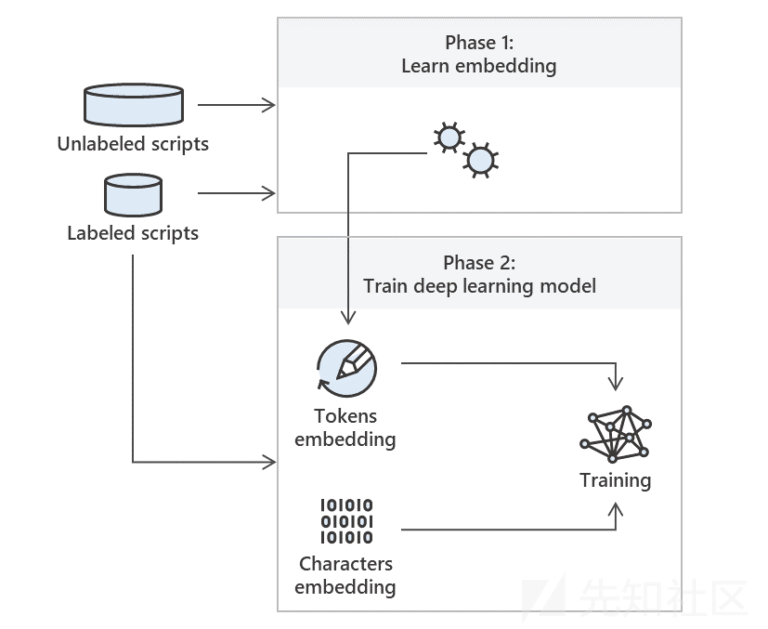 Phase 1:
Learn embedding
Unlabeled scripts
Labeled scripts
Phase 2:
Train deep learning model
Tokens
embedding
Training
101010
010101
101010
Characters
embedding
先知社区